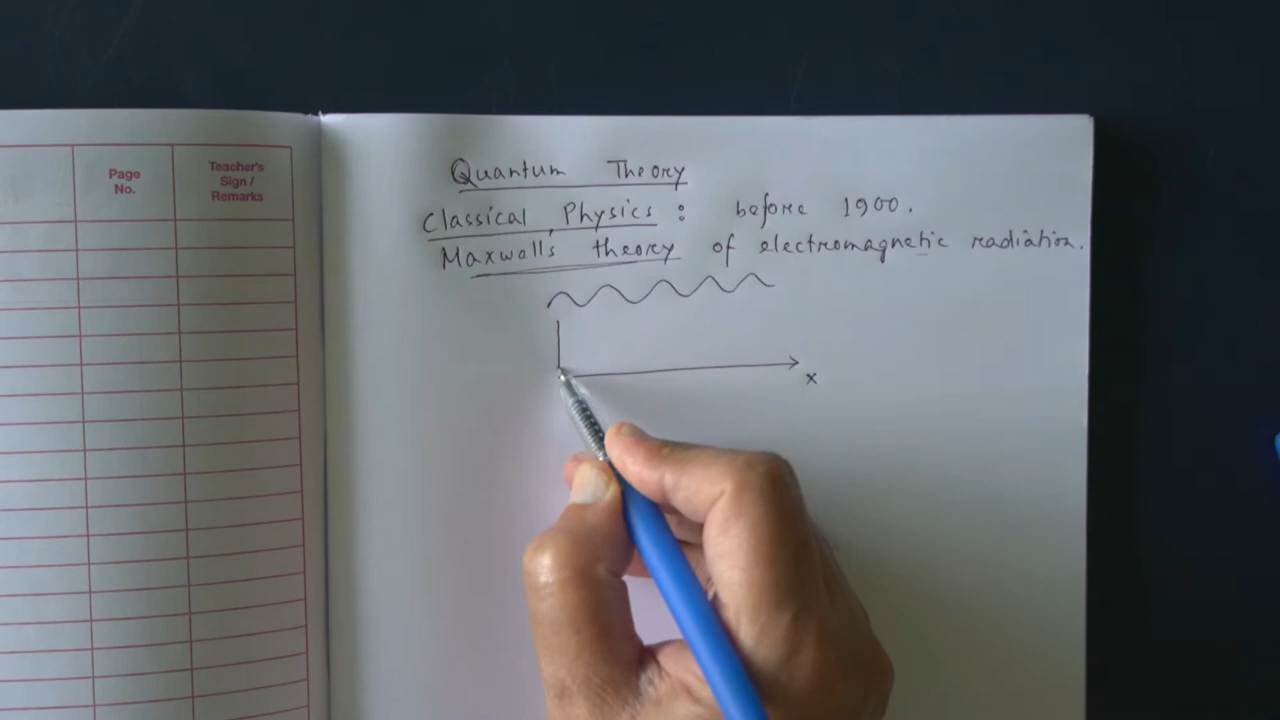 Page
No.
Teacher's
Sign /
Remarks
Quantum Theory
Classical Physics : before 1900.
Maxwalls theory of electromagnetic radiation.
x